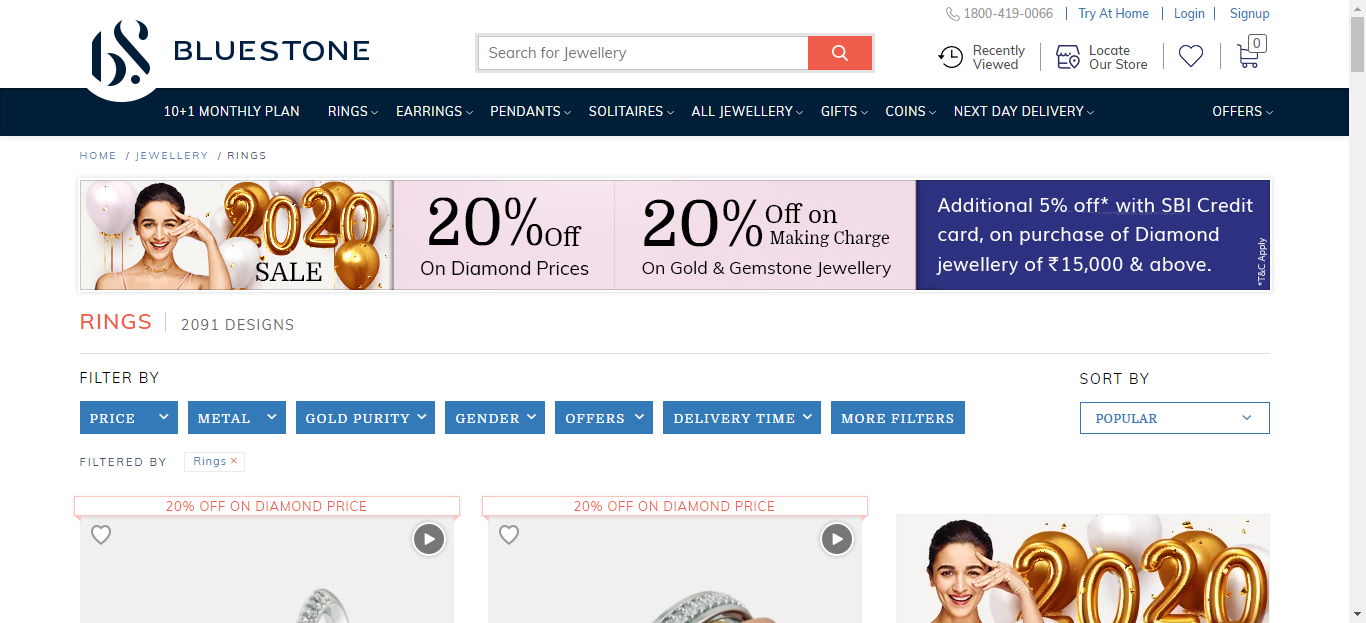 1800-419-0066 | Try At Home | Login | Signup
BLUESTONE
Search for Jewellery
Recently Viewed
Locate Our Store
0
10+1 MONTHLY PLAN RINGS EARRINGS PENDANTS SOLITAIRES ALL JEWELLERY GIFTS COINS NEXT DAY DELIVERY OFFERS
HOME / JEWELLERY / RINGS
2020
SALE
20% Off
On Diamond Prices
20% Off on
Making Charge
On Gold & Gemstone Jewellery
Additional 5% off* with SBI Credit
card, on purchase of Diamond
jewellery of ₹15,000 & above.
*T&C Apply
RINGS 2091 DESIGNS
FILTER BY
SORT BY
PRICE METAL GOLD PURITY GENDER OFFERS DELIVERY TIME MORE FILTERS
POPULAR
FILTERED BY Rings ×
20% OFF ON DIAMOND PRICE
20% OFF ON DIAMOND PRICE
2020